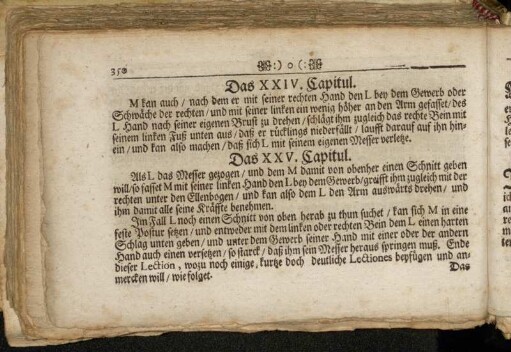 350
:) o (:
Das XXIV. Capitul.
M kan auch / nach dem er mit seiner rechten Hand den L bey dem Gewerb oder
Schwäche der rechten / und mit seiner linken ein wenig höher an den Arm gefasset / des
L Hand nach seiner eigenen Brust zu drehen / schlägt ihm zugleich das rechte Bein mit
seinem linken Fuß unten aus / daß er rücklings niederfällt / laufft darauf auf ihn hin-
ein / und kan also machen / daß sich L mit seinem eigenen Messer verletze.
Das XXV. Capitul.
Als L das Messer gezogen / und dem M damit von obenher einen Schnitt geben
will / so fasset M mit seiner linken Hand den L bey dem Gewerb / grafft ihm zugleich mit der
rechten unter den Ellenbogen / und kan also dem L den Arm auswärts drehen / und
ihn damit alle seine Kräffte benehmen.
Im Fall L noch einen Schnitt von oben herab zu thun suchet / kan sich M in eine
feste Postur setzen / und entweder mit dem linken oder rechten Bein dem L einen harten
Schlag unten geben / und unter dem Gewerb seiner Hand mit einer oder der andern
Hand auch einen versetzen / so starck / daß ihm sein Messer heraus springen muß. Ende
dieser Lection, wozu noch einige, kurtze doch deutliche Lectiones beyfügen und an-
mercken will / wie folget.
Das